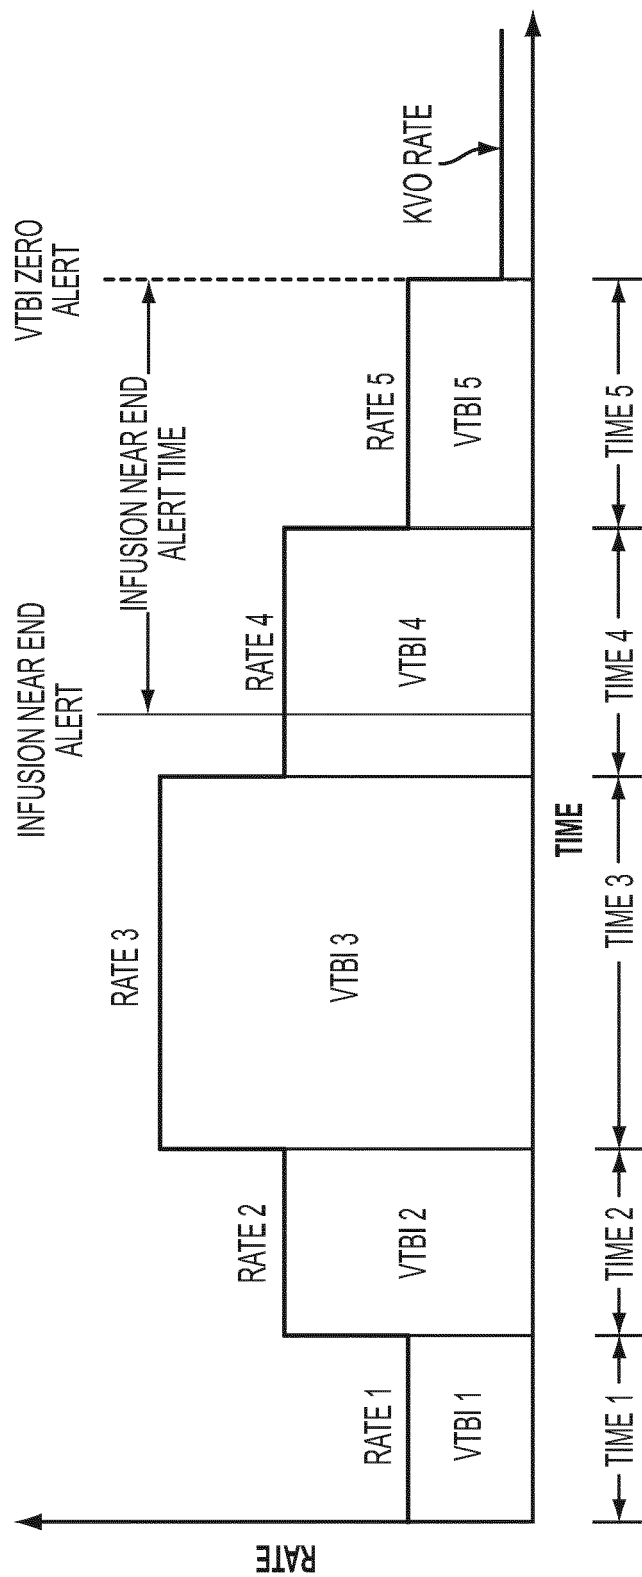 INFUSION NEAR END
ALERT
VTBI ZERO
ALERT
INFUSION NEAR END
ALERT TIME
RATE
RATE 1
RATE 2
RATE 3
RATE 4
RATE 5
KVO RATE
VTBI 1
VTBI 2
VTBI 3
VTBI 4
VTBI 5
TIME
TIME 1
TIME 2
TIME 3
TIME 4
TIME 5